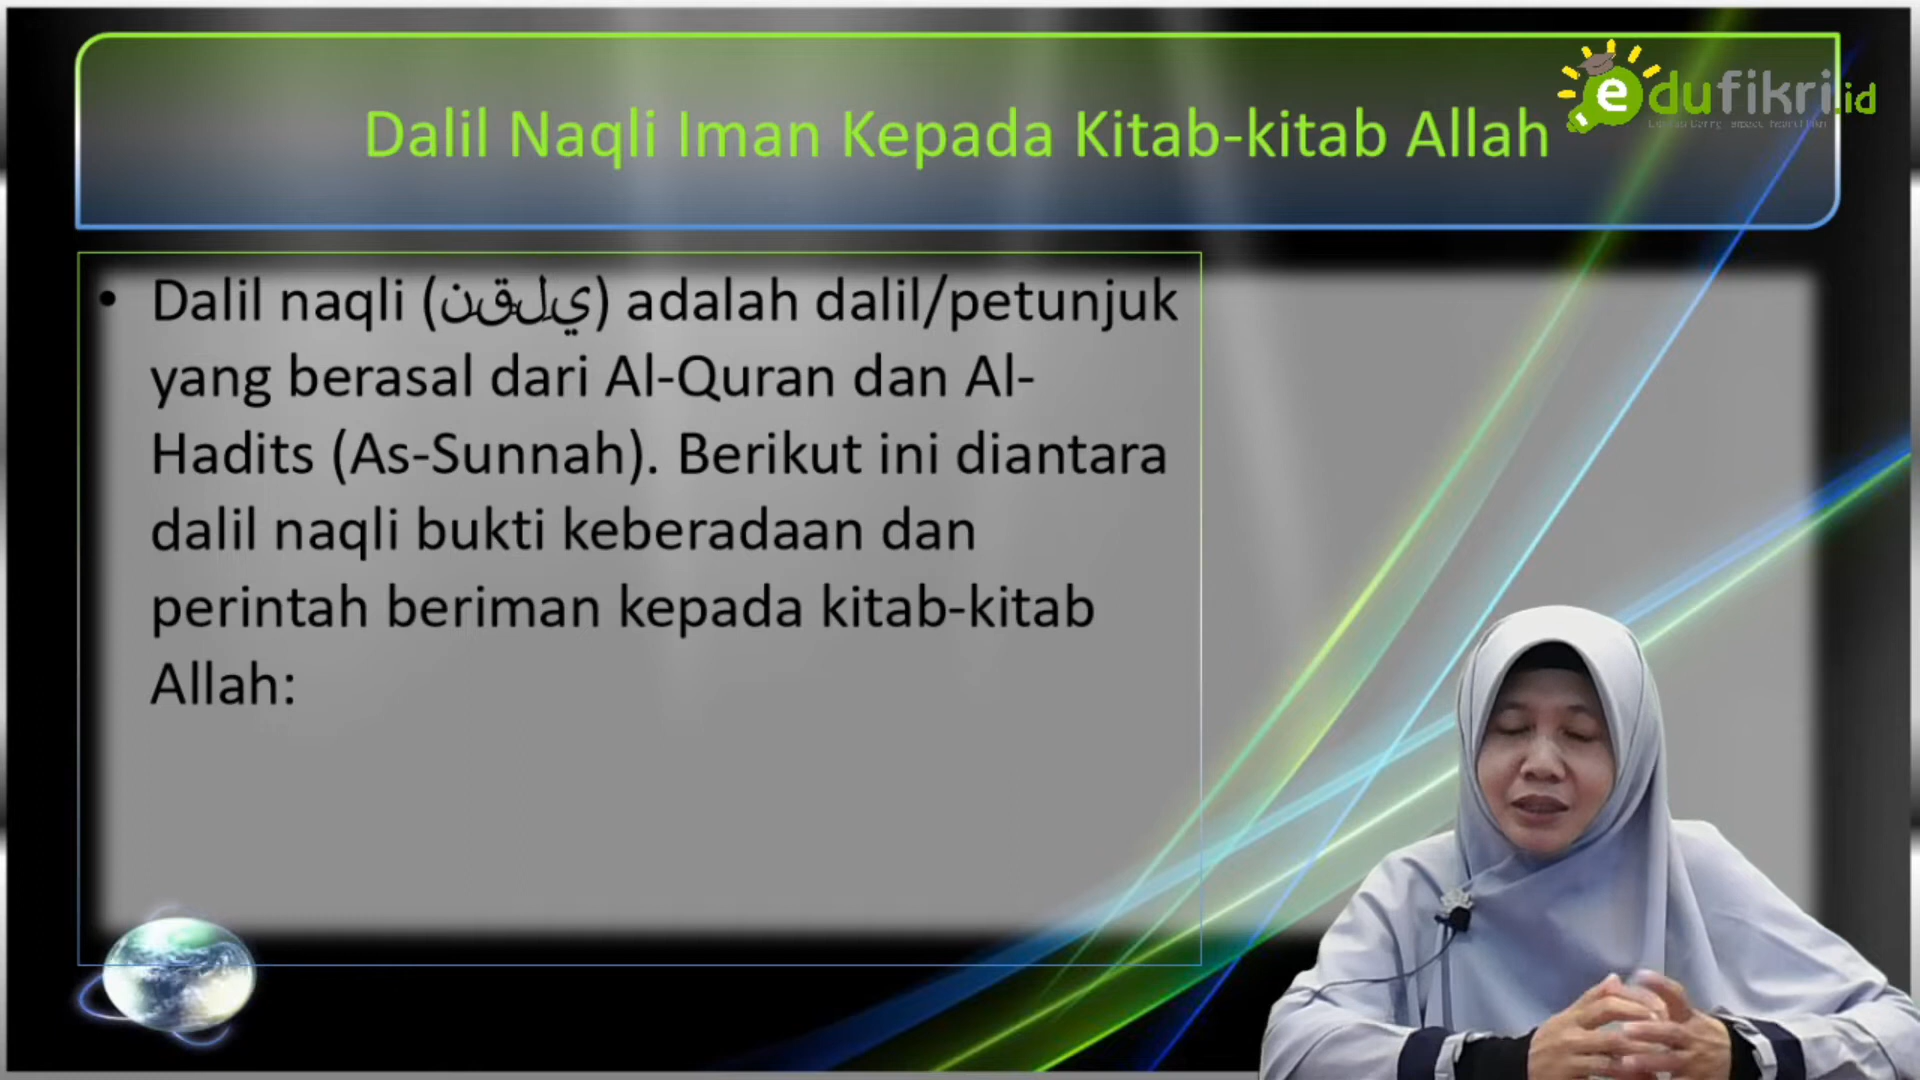 Dalil Naqli Iman Kepada Kitab-kitab Allah
edufikri.id
• Dalil naqli (نقلِي) adalah dalil/petunjuk
yang berasal dari Al-Quran dan Al-
Hadits (As-Sunnah). Berikut ini diantara
dalil naqli bukti keberadaan dan
perintah beriman kepada kitab-kitab
Allah: